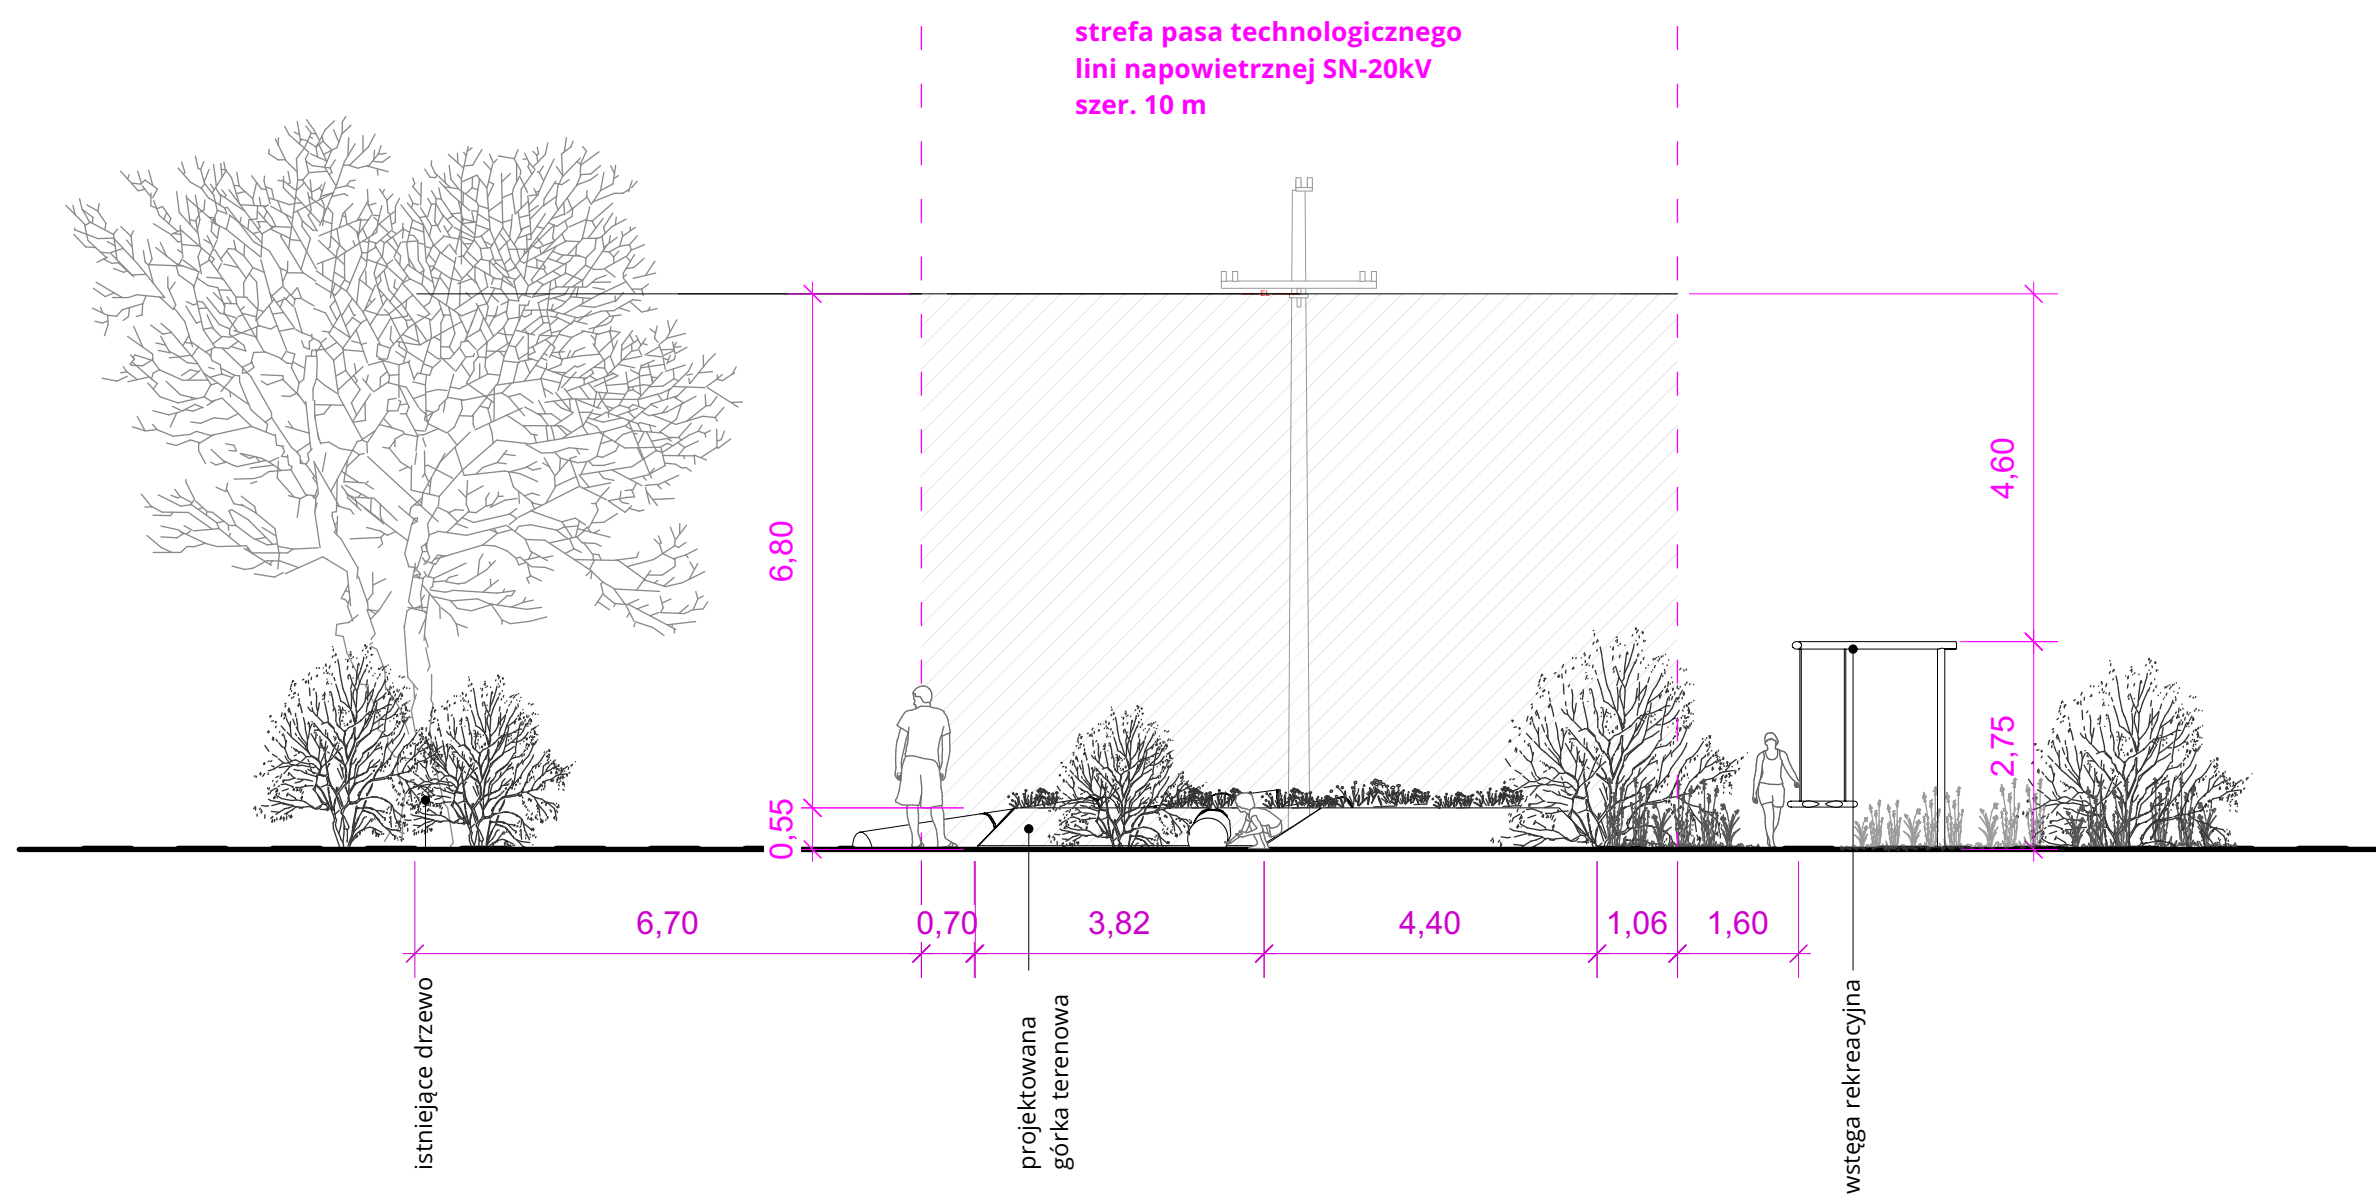 strefa pasa technologicznego
lini napowietrznej SN-20kV
szer. 10 m
EL
4,60
6,80
2,75
0,55
6,70
0,70
3,82
4,40
1,06
1,60
istniejące drzewo
projektowana
górka terenowa
wstęga rekreacyjna